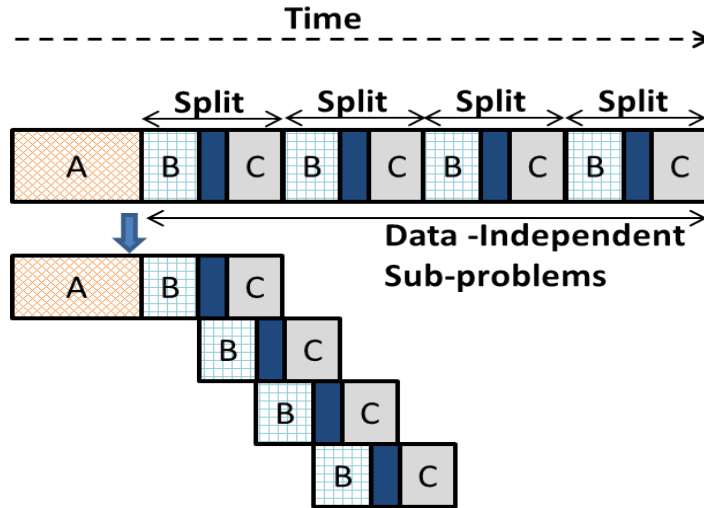 Time
Split Split Split Split
A B C B C B C B C
Data -Independent
Sub-problems
A B C
B C
B C
B C